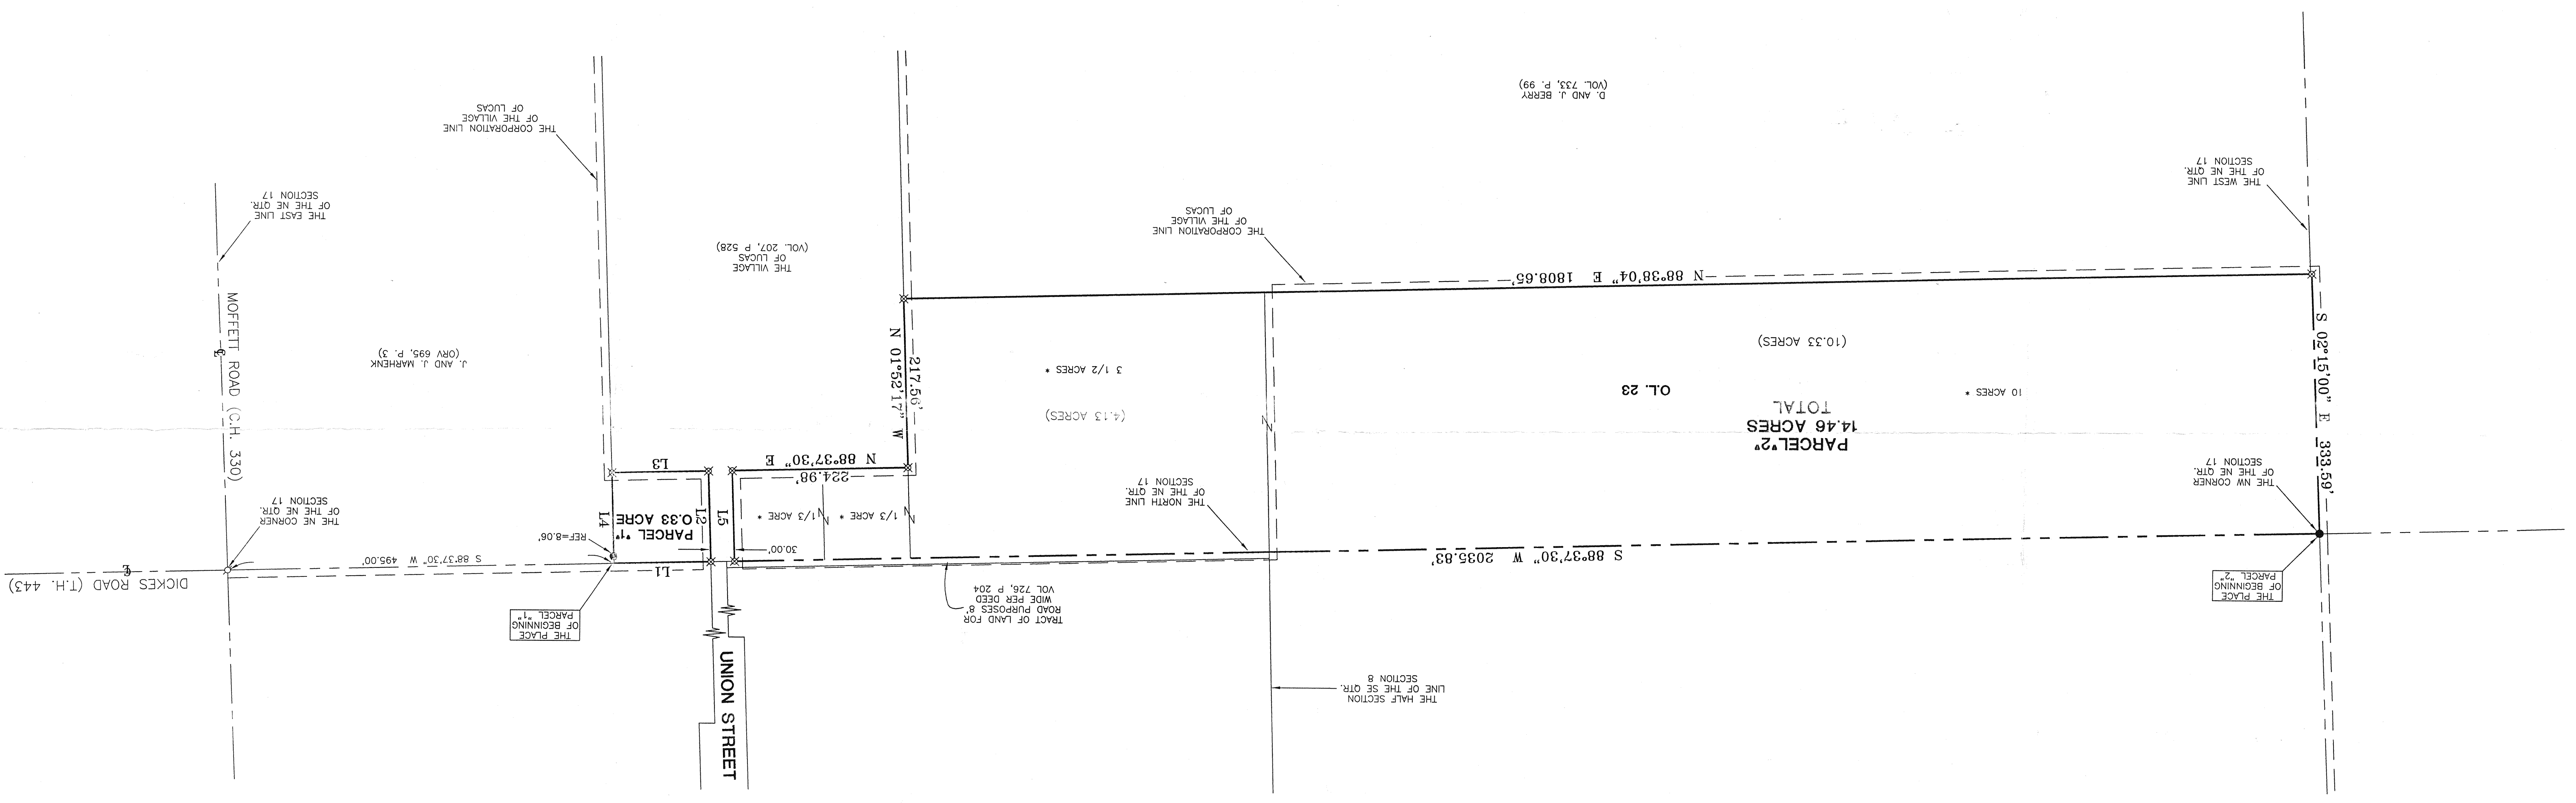 UNION STREET
THE HALF SECTION
LINE OF THE SE QTR.
SECTION 8
THE PLACE
OF BEGINNING
PARCEL "2"
THE PLACE
OF BEGINNING
PARCEL "1"
TRACT OF LAND FOR
ROAD PURPOSES 8'
WIDE PER DEED
VOL 726, P 204
DICKES ROAD (T.H. 443)
S 88°37'30" W 2035.83'
S 88°37'30" W 495.00'
L1
30.00'
REF=8.06'
THE NW CORNER
OF THE NE QTR.
SECTION 17
THE NORTH LINE
OF THE NE QTR.
SECTION 17
THE NE CORNER
OF THE NE QTR.
SECTION 17
1/3 ACRE *
1/3 ACRE *
PARCEL "1"
0.33 ACRE
L5
L2
L4
L3
224.98'
N 88°37'30" E
S 02°15'00" E 333.59'
PARCEL"2"
14.46 ACRES
TOTAL
10 ACRES *
O.L. 23
(10.33 ACRES)
(4.13 ACRES)
3 1/2 ACRES *
217.56'
N 01°52'17" W
MOFFETT ROAD (C.H. 330)
J. AND J. MARHENK
(ORV 695, P. 3)
N 88°38'04" E 1808.65'
THE VILLAGE
OF LUCAS
(VOL. 207, P 528)
THE CORPORATION LINE
OF THE VILLAGE
OF LUCAS
THE WEST LINE
OF THE NE QTR.
SECTION 17
THE EAST LINE
OF THE NE QTR.
SECTION 17
THE CORPORATION LINE
OF THE VILLAGE
OF LUCAS
D. AND J. BERRY
(VOL. 733, P. 99)